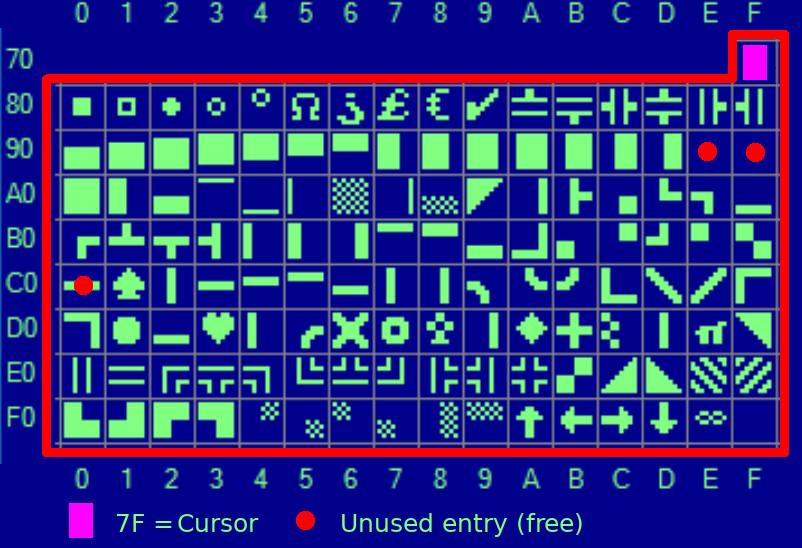 0 1 2 3 4 5 6 7 8 9 A B C D E F
70
80 Ω £ €
90
A0
B0
C0
D0 π
E0
F0 ∞
0 1 2 3 4 5 6 7 8 9 A B C D E F
7F = Cursor Unused entry (free)